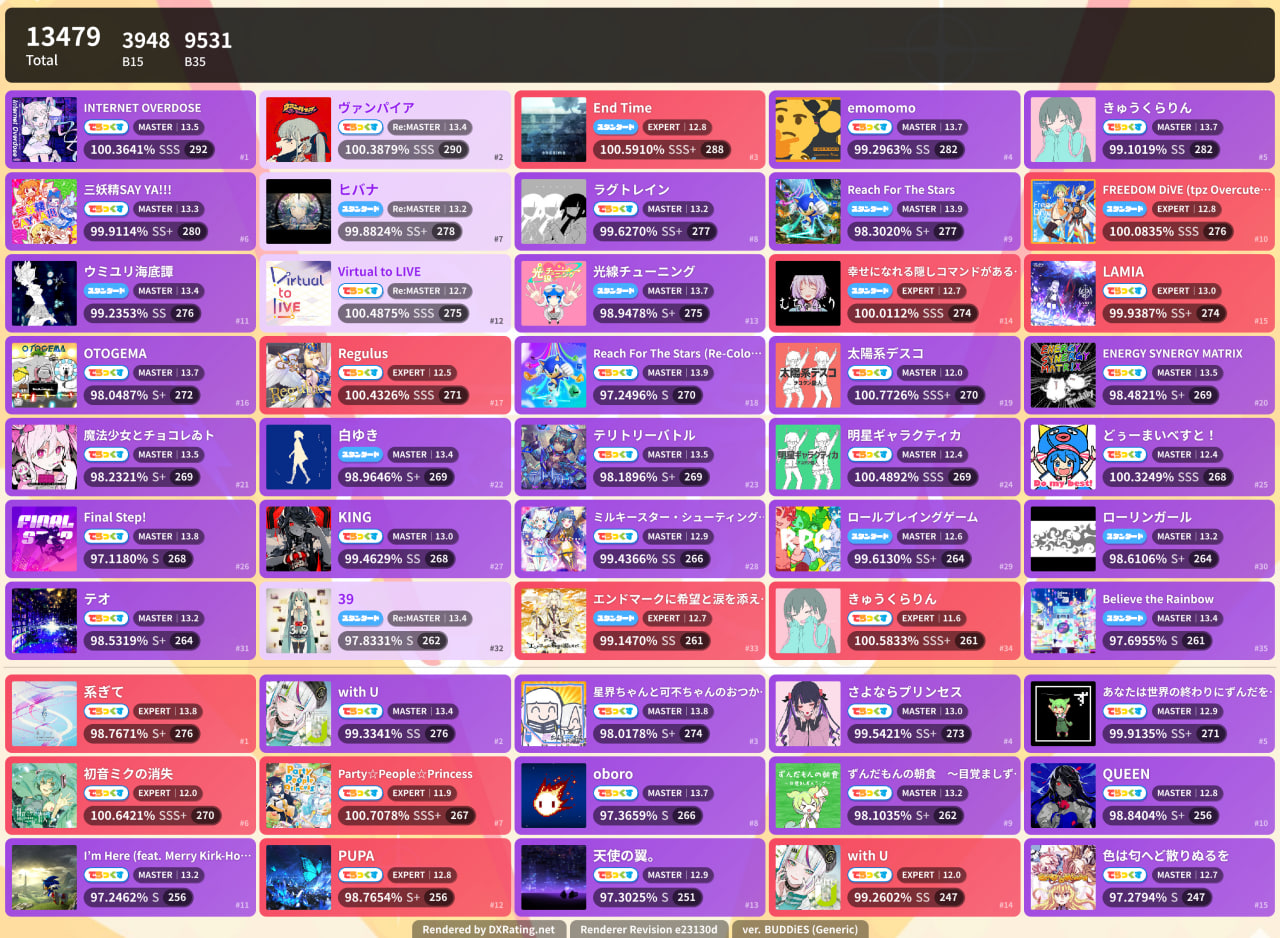 13479 3948 9531
Total B15 B35
INTERNET OVERDOSE
でらっくす MASTER 13.5
100.3641% SSS 292
#1
ヴァンパイア
でらっくす Re:MASTER 13.4
100.3879% SSS 290
#2
End Time
スタンダード EXPERT 12.8
100.5910% SSS+ 288
#3
emomomo
でらっくす MASTER 13.7
99.2963% SS 282
#4
きゅうくらりん
でらっくす MASTER 13.7
99.1019% SS 282
#5
三妖精SAY YA!!!
でらっくす MASTER 13.3
99.9114% SS+ 280
#6
ヒバナ
スタンダード Re:MASTER 13.2
99.8824% SS+ 278
#7
ラグトレイン
でらっくす MASTER 13.2
99.6270% SS+ 277
#8
Reach For The Stars
スタンダード MASTER 13.9
98.3020% S+ 277
#9
FREEDOM DiVE (tpz Overcute…
スタンダード EXPERT 12.8
100.0835% SSS 276
#10
ウミユリ海底譚
スタンダード MASTER 13.4
99.2353% SS 276
#11
Virtual to LIVE
でらっくす Re:MASTER 12.7
100.4875% SSS 275
#12
光線チューニング
スタンダード MASTER 13.7
98.9478% S+ 275
#13
幸せになれる隠しコマンドがある…
スタンダード EXPERT 12.7
100.0112% SSS 274
#14
LAMIA
でらっくす EXPERT 13.0
99.9387% SS+ 274
#15
OTOGEMA
でらっくす MASTER 13.7
98.0487% S+ 272
#16
Regulus
でらっくす EXPERT 12.5
100.4326% SSS 271
#17
Reach For The Stars (Re-Colo…
でらっくす MASTER 13.9
97.2496% S 270
#18
太陽系デスコ
でらっくす MASTER 12.0
100.7726% SSS+ 270
#19
ENERGY SYNERGY MATRIX
でらっくす MASTER 13.5
98.4821% S+ 269
#20
魔法少女とチョコレゐト
でらっくす MASTER 13.5
98.2321% S+ 269
#21
白ゆき
スタンダード MASTER 13.4
98.9646% S+ 269
#22
テリトリーバトル
でらっくす MASTER 13.5
98.1896% S+ 269
#23
明星ギャラクティカ
でらっくす MASTER 12.4
100.4892% SSS 269
#24
どぅーまいべすと！
でらっくす MASTER 12.4
100.3249% SSS 268
#25
Final Step!
でらっくす MASTER 13.8
97.1180% S 268
#26
KING
でらっくす MASTER 13.0
99.4629% SS 268
#27
ミルキースター・シューティング…
でらっくす MASTER 12.9
99.4366% SS 266
#28
ロールプレイングゲーム
スタンダード MASTER 12.6
99.6130% SS+ 264
#29
ローリンガール
スタンダード MASTER 13.2
98.6106% S+ 264
#30
テオ
でらっくす MASTER 13.2
98.5319% S+ 264
#31
39
スタンダード Re:MASTER 13.4
97.8331% S 262
#32
エンドマークに希望と涙を添え…
スタンダード EXPERT 12.7
99.1470% SS 261
#33
きゅうくらりん
でらっくす EXPERT 11.6
100.5833% SSS+ 261
#34
Believe the Rainbow
スタンダード MASTER 13.4
97.6955% S 261
#35
系ぎて
でらっくす EXPERT 13.8
98.7671% S+ 276
#1
with U
でらっくす MASTER 13.4
99.3341% SS 276
#2
星界ちゃんと可不ちゃんのおつか…
でらっくす MASTER 13.8
98.0178% S+ 274
#3
さよならプリンセス
でらっくす MASTER 13.0
99.5421% SS+ 273
#4
あなたは世界の終わりにずんだを…
でらっくす MASTER 12.9
99.9135% SS+ 271
#5
初音ミクの消失
でらっくす EXPERT 12.0
100.6421% SSS+ 270
#6
Party☆People☆Princess
でらっくす EXPERT 11.9
100.7078% SSS+ 267
#7
oboro
でらっくす MASTER 13.7
97.3659% S 266
#8
ずんだもんの朝食　〜目覚ましず…
でらっくす MASTER 13.2
98.1035% S+ 262
#9
QUEEN
でらっくす MASTER 12.8
98.8404% S+ 256
#10
I'm Here (feat. Merry Kirk-Ho…
でらっくす MASTER 13.2
97.2462% S 256
#11
PUPA
でらっくす EXPERT 12.8
98.7654% S+ 256
#12
天使の翼。
でらっくす MASTER 12.9
97.3025% S 251
#13
with U
でらっくす EXPERT 12.0
99.2602% SS 247
#14
色は匂へど散りぬるを
でらっくす MASTER 12.7
97.2794% S 247
#15
Rendered by DXRating.net Renderer Revision e23130d ver. BUDDiES (Generic)